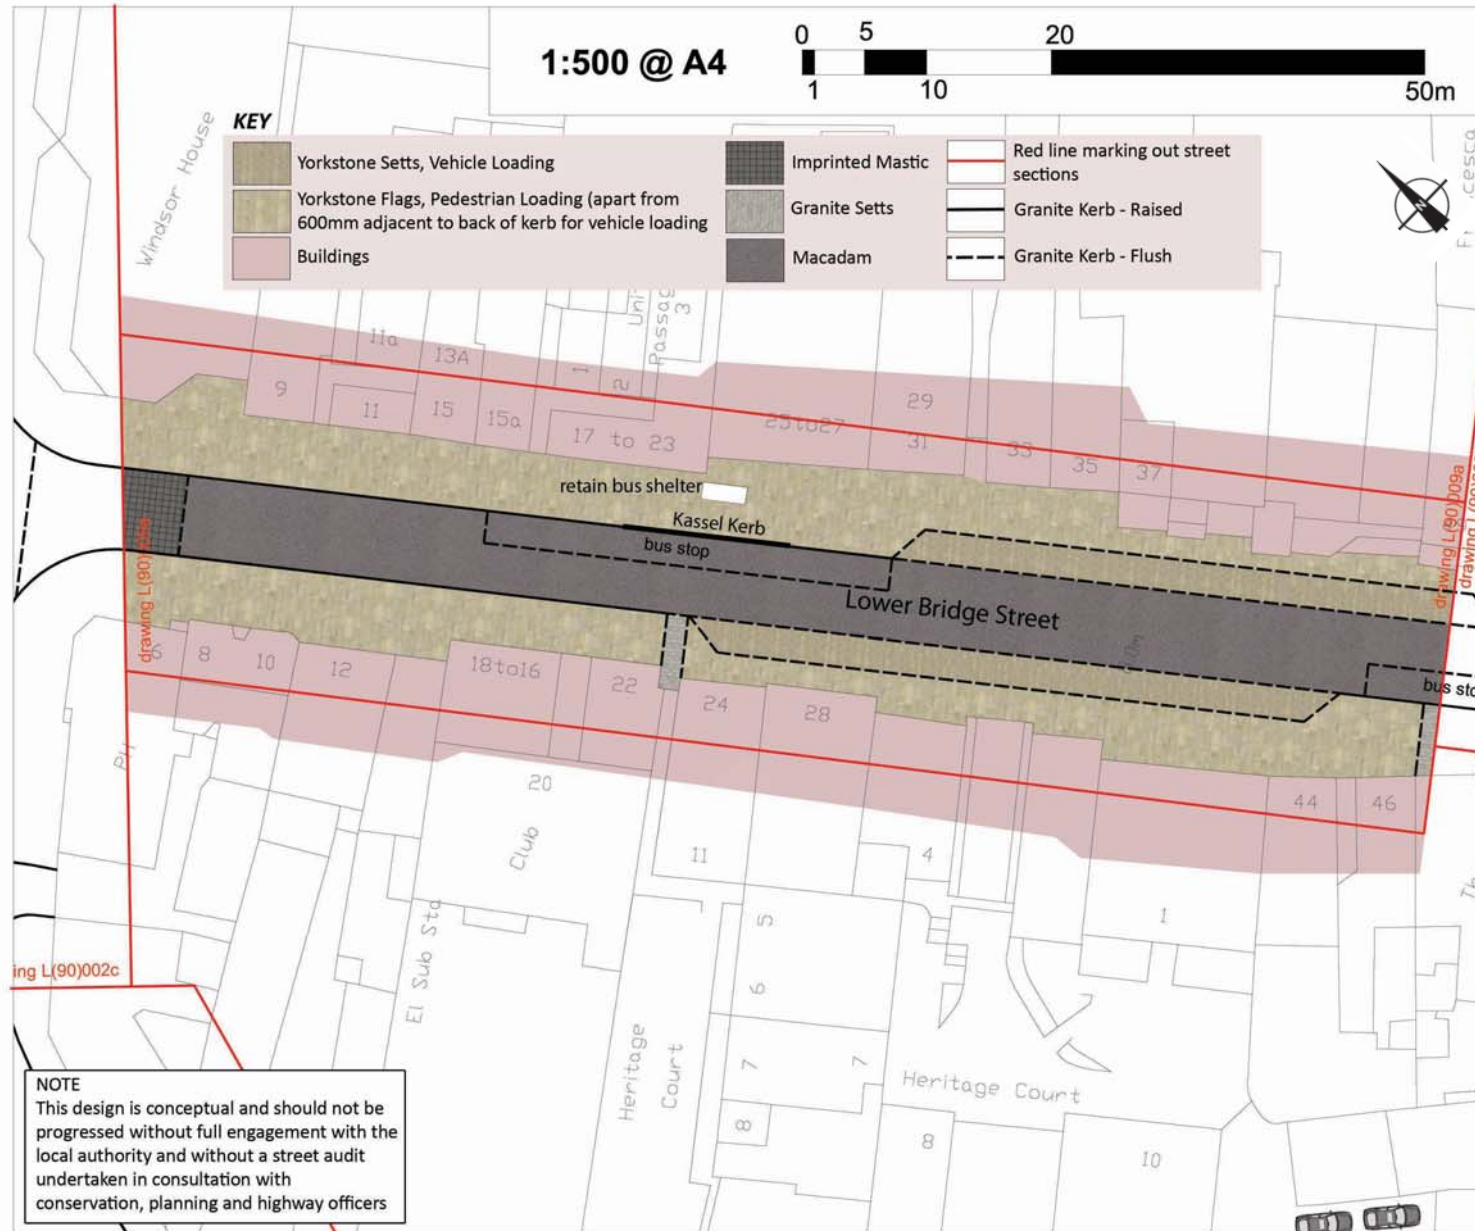 1:500 @ A4
0 5 20
1 10 50m
KEY
Yorkstone Setts, Vehicle Loading
Yorkstone Flags, Pedestrian Loading (apart from
600mm adjacent to back of kerb for vehicle loading
Buildings
Imprinted Mastic
Granite Setts
Macadam
Red line marking out street
sections
Granite Kerb - Raised
Granite Kerb - Flush
N
Windsor House
11a
13A
1
2
Passag
3
9
11
15
15a
17 to 23
25to27
29
31
33
35
37
retain bus shelter
Kassel Kerb
bus stop
Lower Bridge Street
drawing L(90)009a
bus sto
6
8
10
12
18to16
22
24
28
44
46
PH
20
Club
El Sub Sta
11
4
5
6
7
7
8
1
Heritage
Court
Heritage Court
8
10
ing L(90)002c
NOTE
This design is conceptual and should not be
progressed without full engagement with the
local authority and without a street audit
undertaken in consultation with
conservation, planning and highway officers